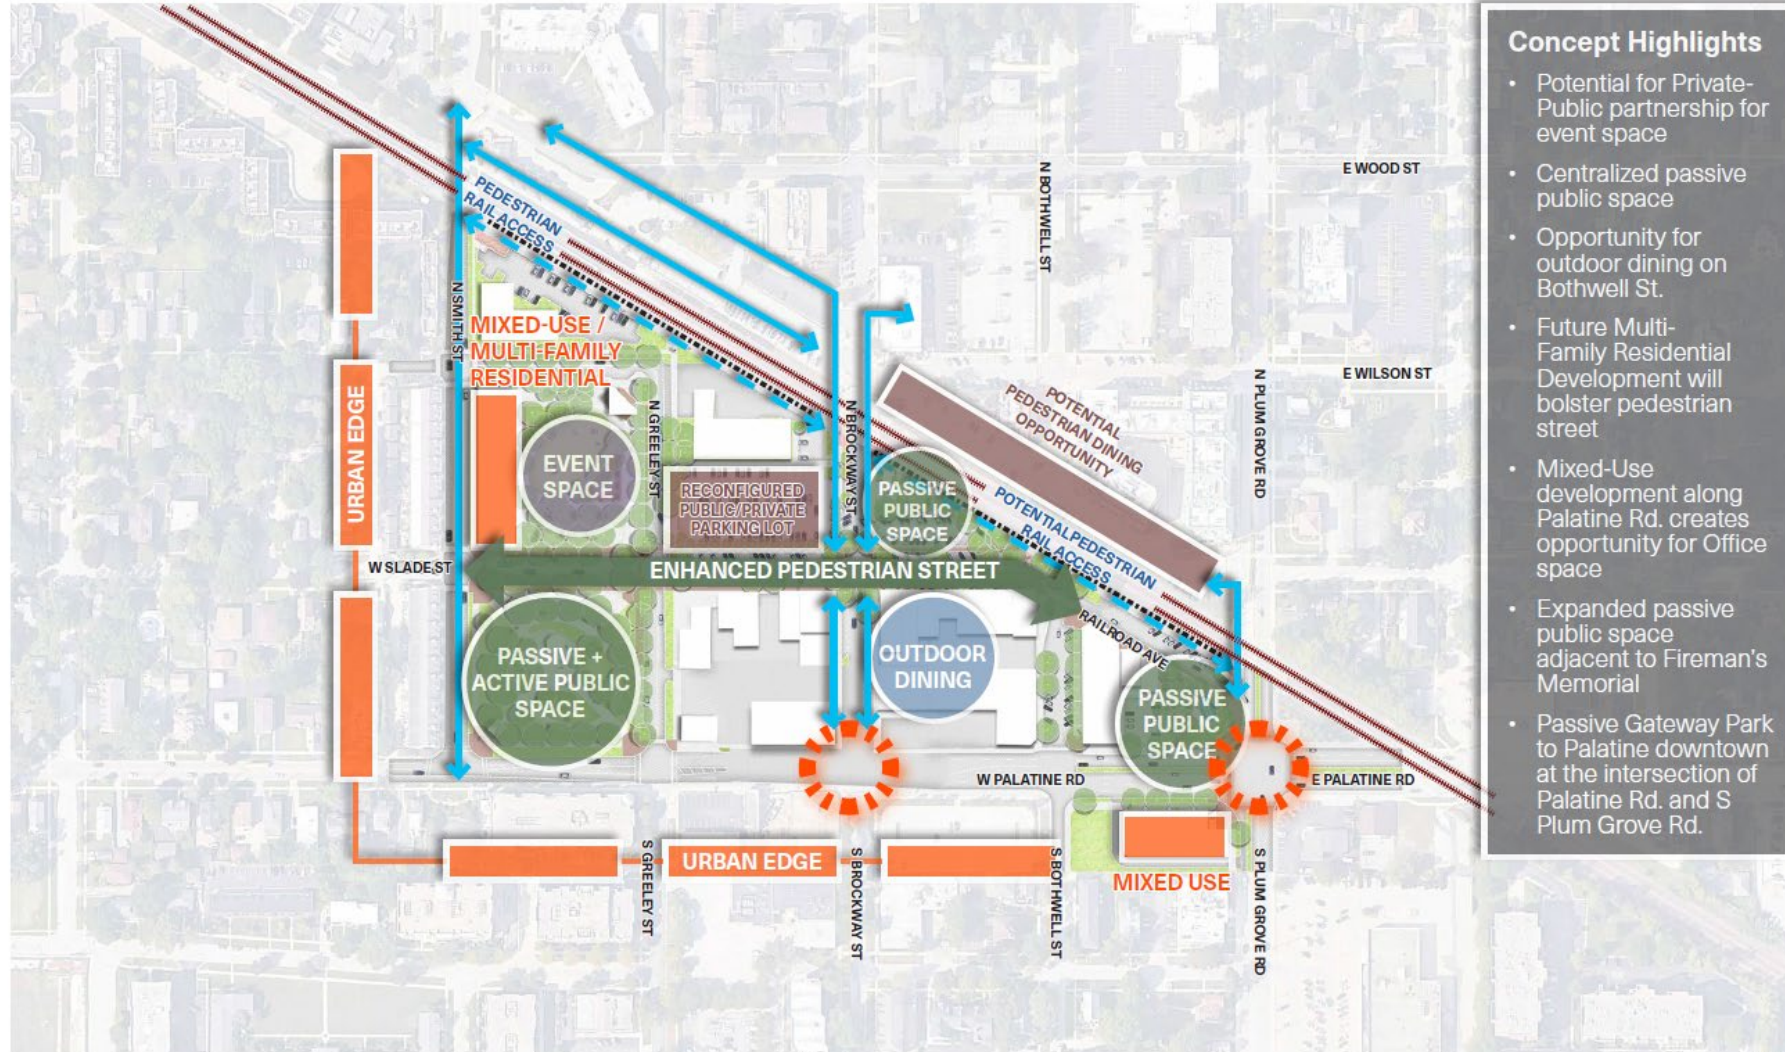 Concept Highlights
• Potential for Private-
Public partnership for
event space
• Centralized passive
public space
• Opportunity for
outdoor dining on
Bothwell St.
• Future Multi-
Family Residential
Development will
bolster pedestrian
street
• Mixed-Use
development along
Palatine Rd. creates
opportunity for Office
space
• Expanded passive
public space
adjacent to Fireman's
Memorial
• Passive Gateway Park
to Palatine downtown
at the intersection of
Palatine Rd. and S
Plum Grove Rd.
E WOOD ST
N BOTHWELL ST
PEDESTRIAN
RAIL ACCESS
N SMITH ST
MIXED-USE /
MULTI-FAMILY
RESIDENTIAL
E WILSON ST
N PLUM GROVE RD
POTENTIAL
PEDESTRIAN DINING
OPPORTUNITY
URBAN EDGE
N GREELEY ST
N BROCKWAY ST
EVENT
SPACE
RECONFIGURED
PUBLIC/PRIVATE
PARKING LOT
PASSIVE
PUBLIC
SPACE
POTENTIAL PEDESTRIAN
RAIL ACCESS
W SLADE ST
ENHANCED PEDESTRIAN STREET
RAILROAD AVE
PASSIVE +
ACTIVE PUBLIC
SPACE
OUTDOOR
DINING
PASSIVE
PUBLIC
SPACE
W PALATINE RD
E PALATINE RD
S GREELEY ST
URBAN EDGE
S BROCKWAY ST
S BOTHWELL ST
MIXED USE
S PLUM GROVE RD